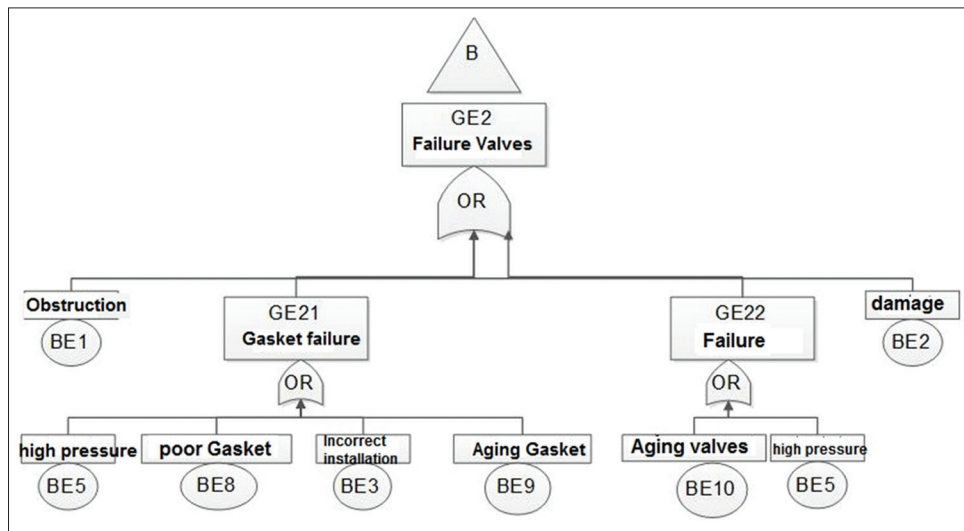 B
GE2
Failure Valves
OR
Obstruction
BE1
GE21
Gasket failure
GE22
Failure
damage
BE2
OR
OR
high pressure
BE5
poor Gasket
BE8
Incorrect
installation
BE3
Aging Gasket
BE9
Aging valves
BE10
high pressure
BE5